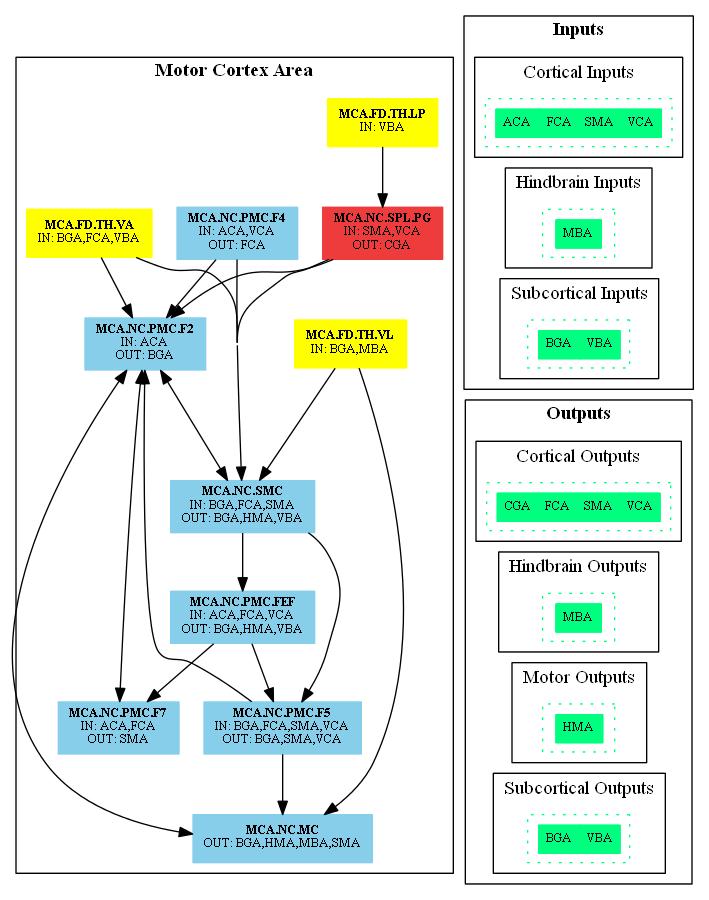 Motor Cortex Area
MCA.FD.TH.LP
IN: VBA
MCA.FD.TH.VA
IN: BGA,FCA,VBA
MCA.NC.PMC.F4
IN: ACA,VCA
OUT: FCA
MCA.NC.SPL.PG
IN: SMA,VCA
OUT: CGA
MCA.NC.PMC.F2
IN: ACA
OUT: BGA
MCA.FD.TH.VL
IN: BGA,MBA
MCA.NC.SMC
IN: BGA,FCA,SMA
OUT: BGA,HMA,VBA
MCA.NC.PMC.FEF
IN: ACA,FCA,VCA
OUT: BGA,HMA,VBA
MCA.NC.PMC.F7
IN: ACA,FCA
OUT: SMA
MCA.NC.PMC.F5
IN: BGA,FCA,SMA,VCA
OUT: BGA,SMA,VCA
MCA.NC.MC
OUT: BGA,HMA,MBA,SMA
Inputs
Cortical Inputs
ACA FCA SMA VCA
Hindbrain Inputs
MBA
Subcortical Inputs
BGA VBA
Outputs
Cortical Outputs
CGA FCA SMA VCA
Hindbrain Outputs
MBA
Motor Outputs
HMA
Subcortical Outputs
BGA VBA